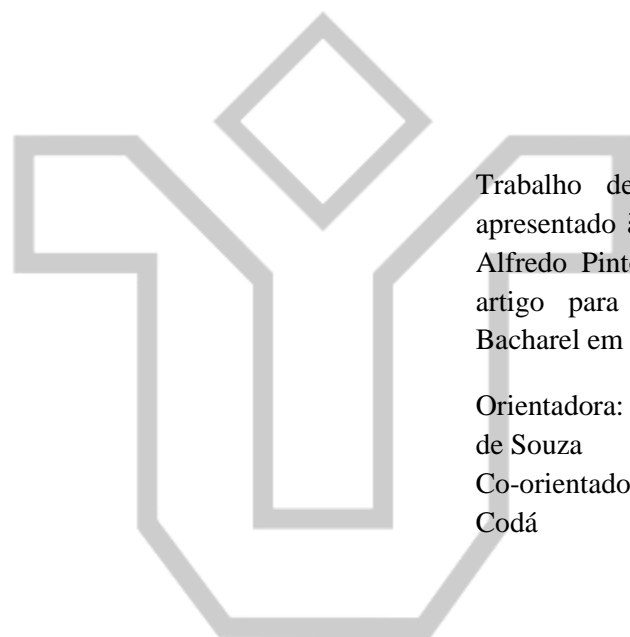 Trabalho de
apresentado à
Alfredo Pint
artigo para
Bacharel em
Orientadora:
de Souza
Co-orientado
Codá